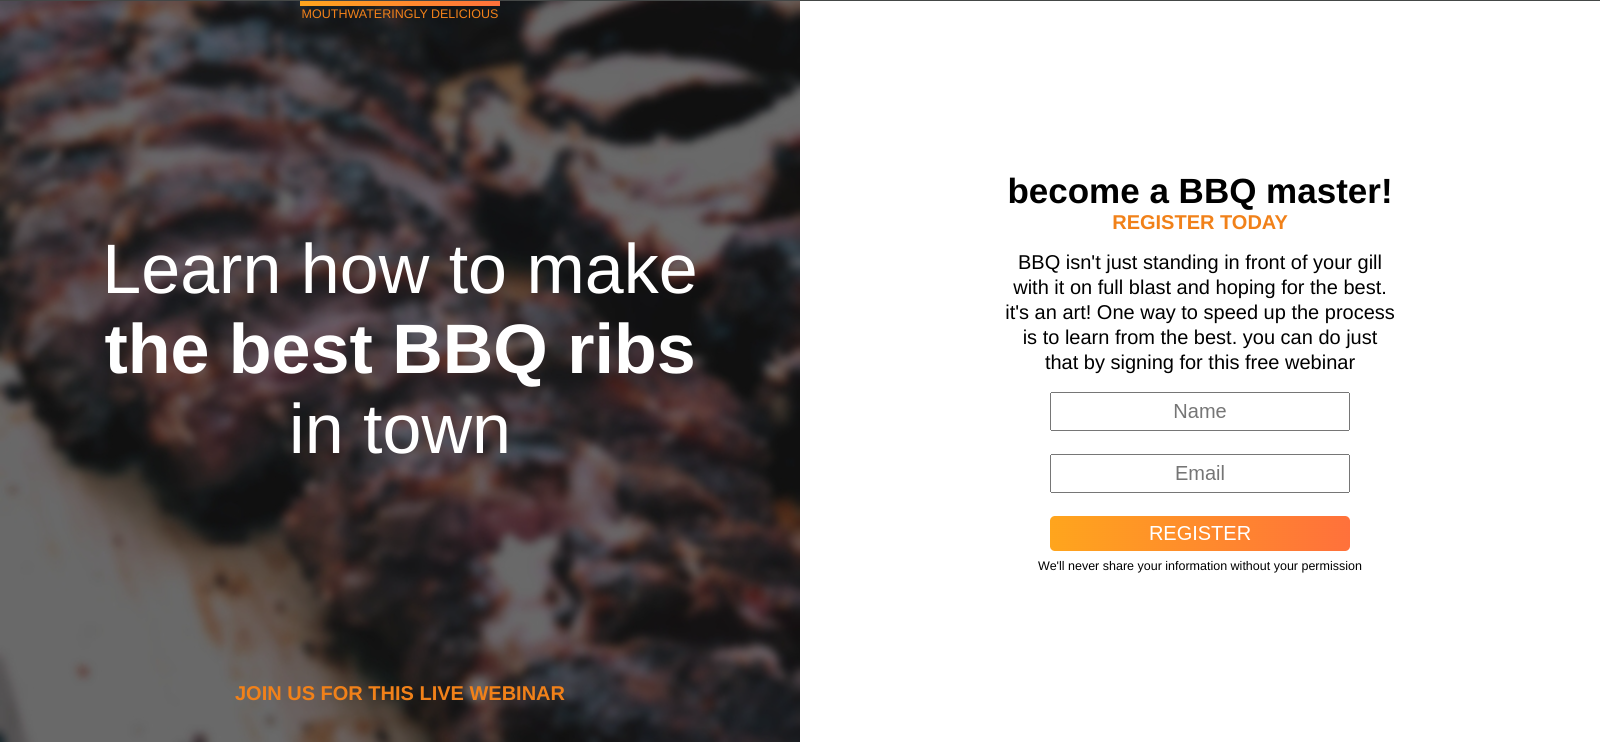 MOUTHWATERINGLY DELICIOUS
Learn how to make
the best BBQ ribs
in town
JOIN US FOR THIS LIVE WEBINAR
become a BBQ master!
REGISTER TODAY
BBQ isn't just standing in front of your gill
with it on full blast and hoping for the best.
it's an art! One way to speed up the process
is to learn from the best. you can do just
that by signing for this free webinar
Name
Email
REGISTER
We'll never share your information without your permission